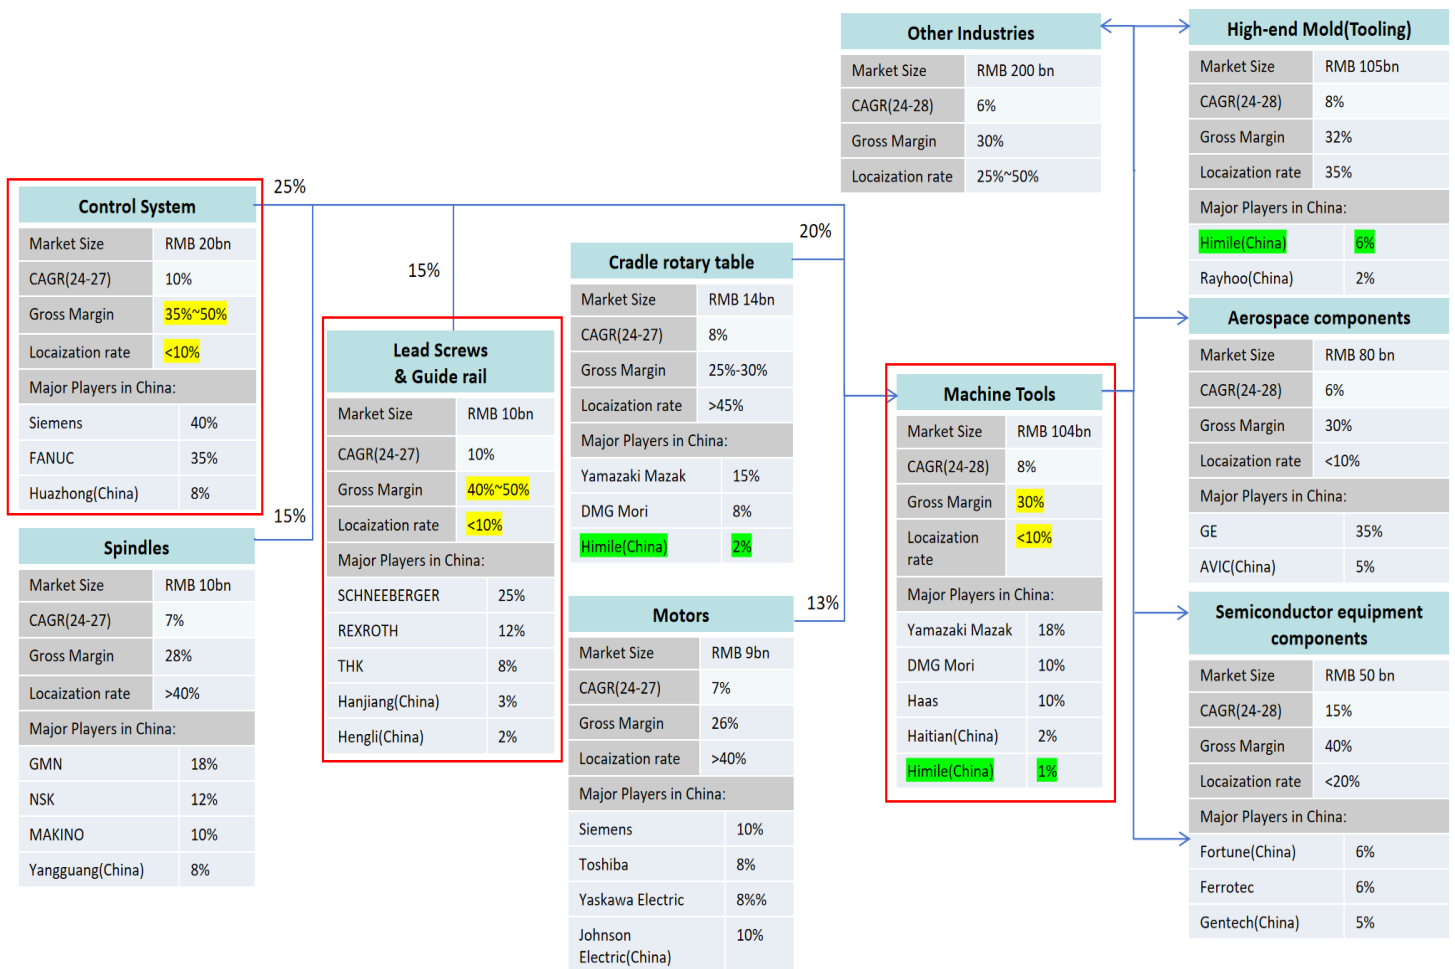 Other Industries
Market Size RMB 200 bn
CAGR(24-28) 6%
Gross Margin 30%
Locaization rate 25%~50%
High-end Mold(Tooling)
Market Size RMB 105bn
CAGR(24-28) 8%
Gross Margin 32%
Locaization rate 35%
Major Players in China:
Himile(China) 6%
Rayhoo(China) 2%
25%
Control System
Market Size RMB 20bn
CAGR(24-27) 10%
Gross Margin 35%~50%
Locaization rate <10%
Major Players in China:
Siemens 40%
FANUC 35%
Huazhong(China) 8%
15%
Spindles
Market Size RMB 10bn
CAGR(24-27) 7%
Gross Margin 28%
Locaization rate >40%
Major Players in China:
GMN 18%
NSK 12%
MAKINO 10%
Yangguang(China) 8%
15%
Lead Screws
& Guide rail
Market Size RMB 10bn
CAGR(24-27) 10%
Gross Margin 40%~50%
Locaization rate <10%
Major Players in China:
SCHNEEBERGER 25%
REXROTH 12%
THK 8%
Hanjiang(China) 3%
Hengli(China) 2%
20%
Cradle rotary table
Market Size RMB 14bn
CAGR(24-27) 8%
Gross Margin 25%-30%
Locaization rate >45%
Major Players in China:
Yamazaki Mazak 15%
DMG Mori 8%
Himile(China) 2%
13%
Motors
Market Size RMB 9bn
CAGR(24-27) 7%
Gross Margin 26%
Locaization rate >40%
Major Players in China:
Siemens 10%
Toshiba 8%
Yaskawa Electric 8%%
Johnson 10%
Electric(China)
Machine Tools
Market Size RMB 104bn
CAGR(24-28) 8%
Gross Margin 30%
Locaization <10%
rate
Major Players in China:
Yamazaki Mazak 18%
DMG Mori 10%
Haas 10%
Haitian(China) 2%
Himile(China) 1%
Aerospace components
Market Size RMB 80 bn
CAGR(24-28) 6%
Gross Margin 30%
Locaization rate <10%
Major Players in China:
GE 35%
AVIC(China) 5%
Semiconductor equipment
components
Market Size RMB 50 bn
CAGR(24-28) 15%
Gross Margin 40%
Locaization rate <20%
Major Players in China:
Fortune(China) 6%
Ferrotec 6%
Gentech(China) 5%